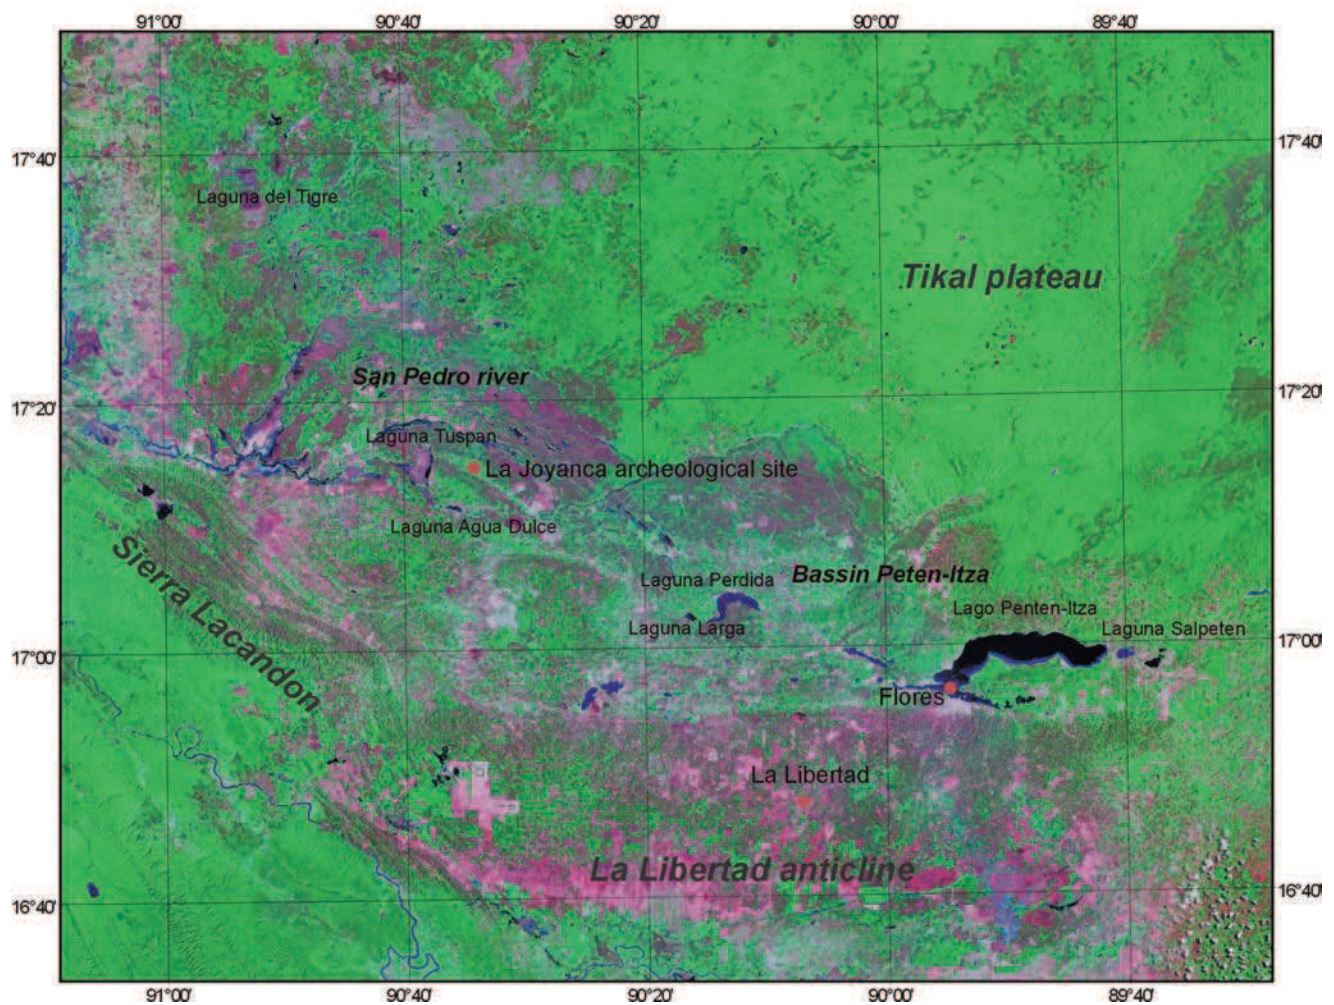 91°00' 90°40' 90°20' 90°00' 89°40'
17°40' 17°40'
Laguna del Tigre
Tikal plateau
San Pedro river
17°20' 17°20'
Laguna Tuspan
La Joyanca archeological site
Laguna Agua Dulce
Sierra Lacandon
Laguna Perdida
Bassin Peten-Itza
Lago Penten-Itza
Laguna Larga
Laguna Salpeten
17°00' 17°00'
Flores
La Libertad
La Libertad anticline
16°40' 16°40'
91°00' 90°40' 90°20' 90°00' 89°40'